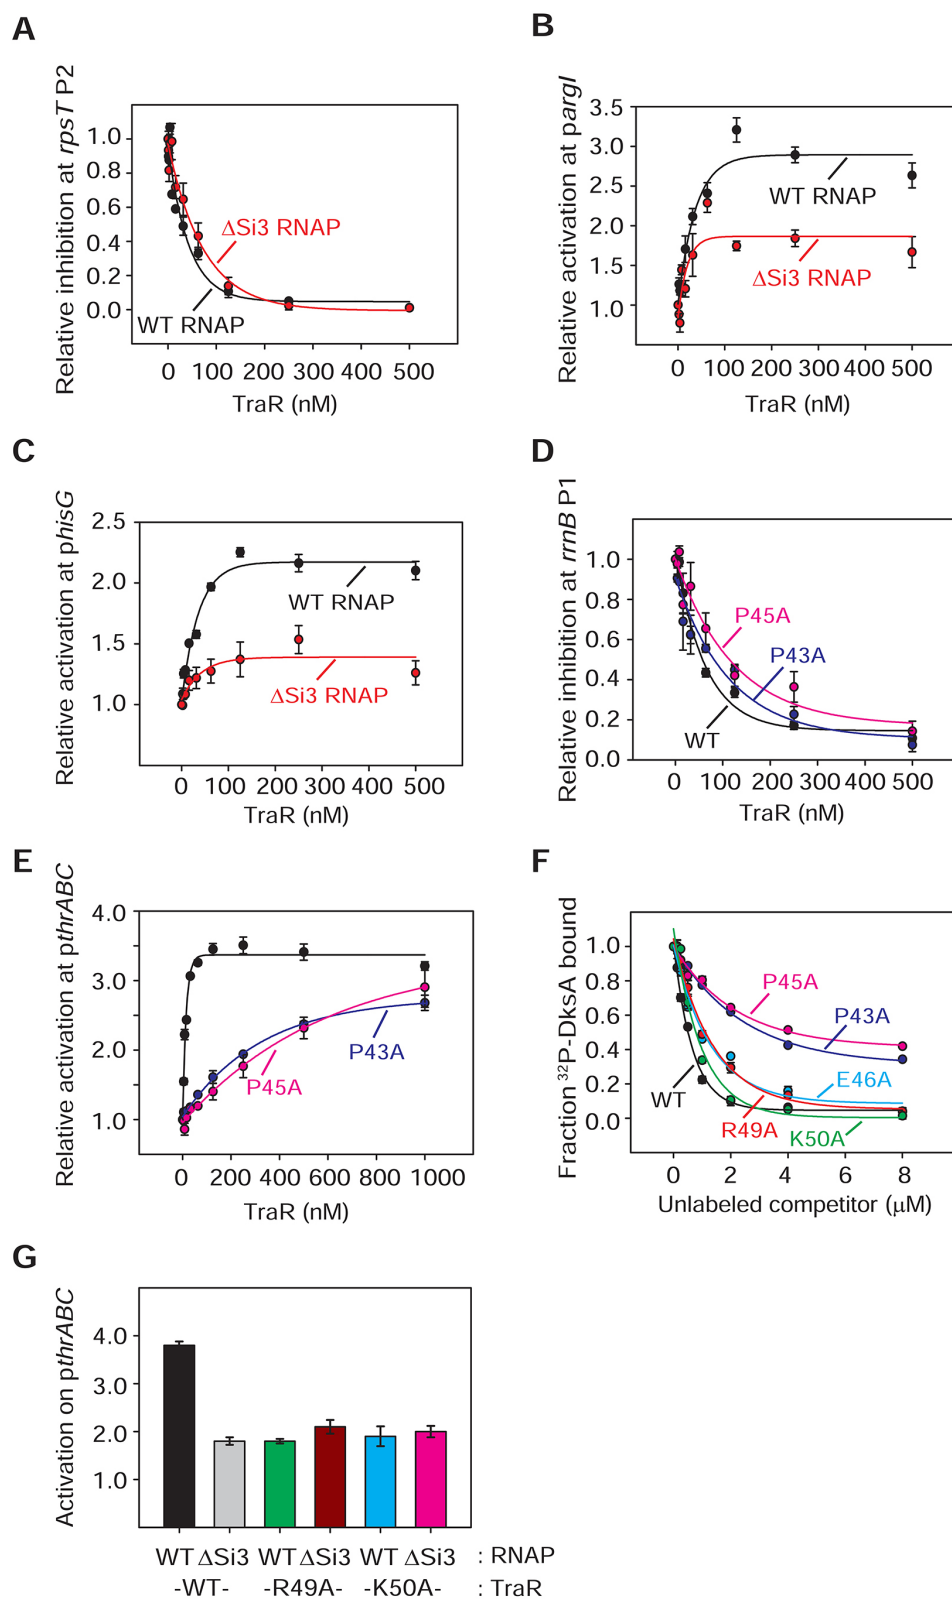 A
Relative inhibition at rpsT P2
1.0
0.8
0.6
0.4
0.2
0.0
ΔSi3 RNAP
WT RNAP
0 100 200 300 400 500
TraR (nM)
B
Relative activation at pargI
3.5
3.0
2.5
2.0
1.5
1.0
WT RNAP
ΔSi3 RNAP
0 100 200 300 400 500
TraR (nM)
C
Relative activation at phisG
2.5
2.0
1.5
1.0
WT RNAP
ΔSi3 RNAP
0 100 200 300 400 500
TraR (nM)
D
Relative inhibition at rrnB P1
1.0
0.8
0.6
0.4
0.2
0.0
P45A
P43A
WT
0 100 200 300 400 500
TraR (nM)
E
Relative activation at pthrABC
4.0
3.0
2.0
1.0
P43A
P45A
0 200 400 600 800 1000
TraR (nM)
F
Fraction ³²P-DksA bound
1.0
0.8
0.6
0.4
0.2
0.0
P45A
P43A
E46A
WT
R49A
K50A
0 2 4 6 8
Unlabeled competitor (μM)
G
Activation on pthrABC
4.0
3.0
2.0
1.0
WT ΔSi3 WT ΔSi3 WT ΔSi3 : RNAP
-WT- -R49A- -K50A- : TraR